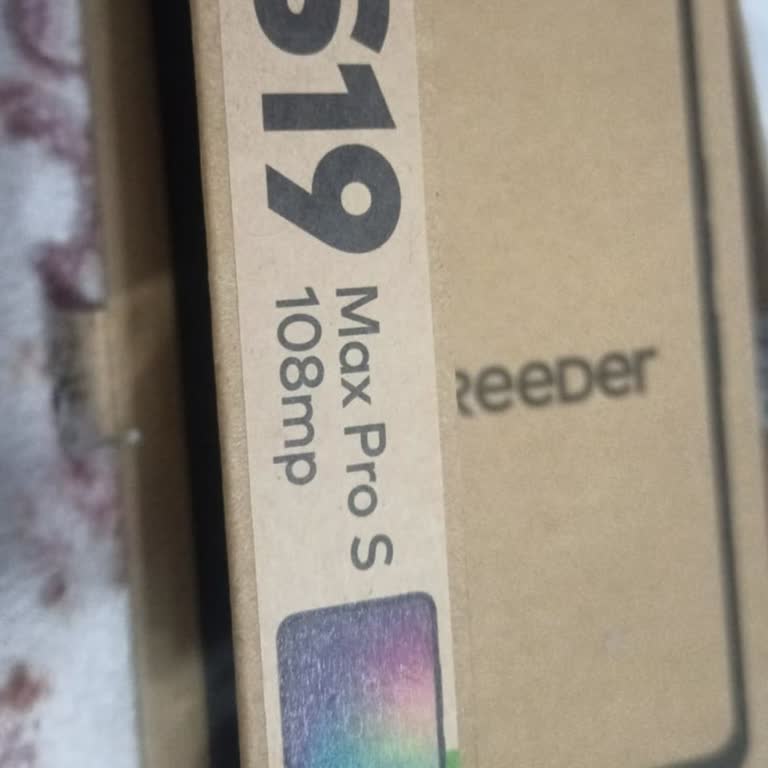 S19
Max Pro S
108mp
ReeDer